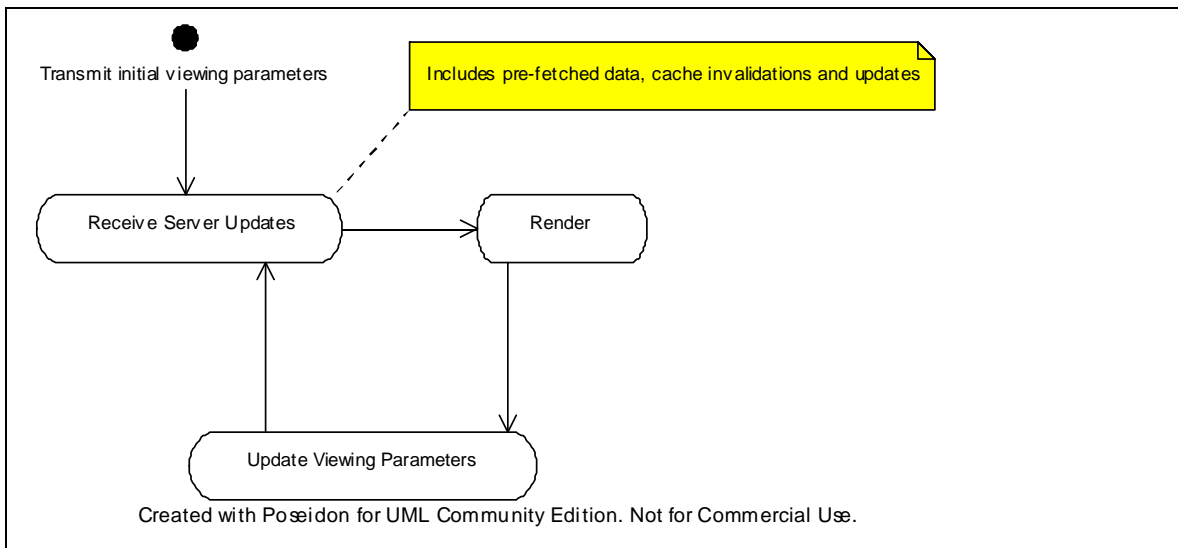 Transmit initial viewing parameters
Includes pre-fetched data, cache invalidations and updates
Receive Server Updates
Render
Update Viewing Parameters
Created with Poseidon for UML Community Edition. Not for Commercial Use.